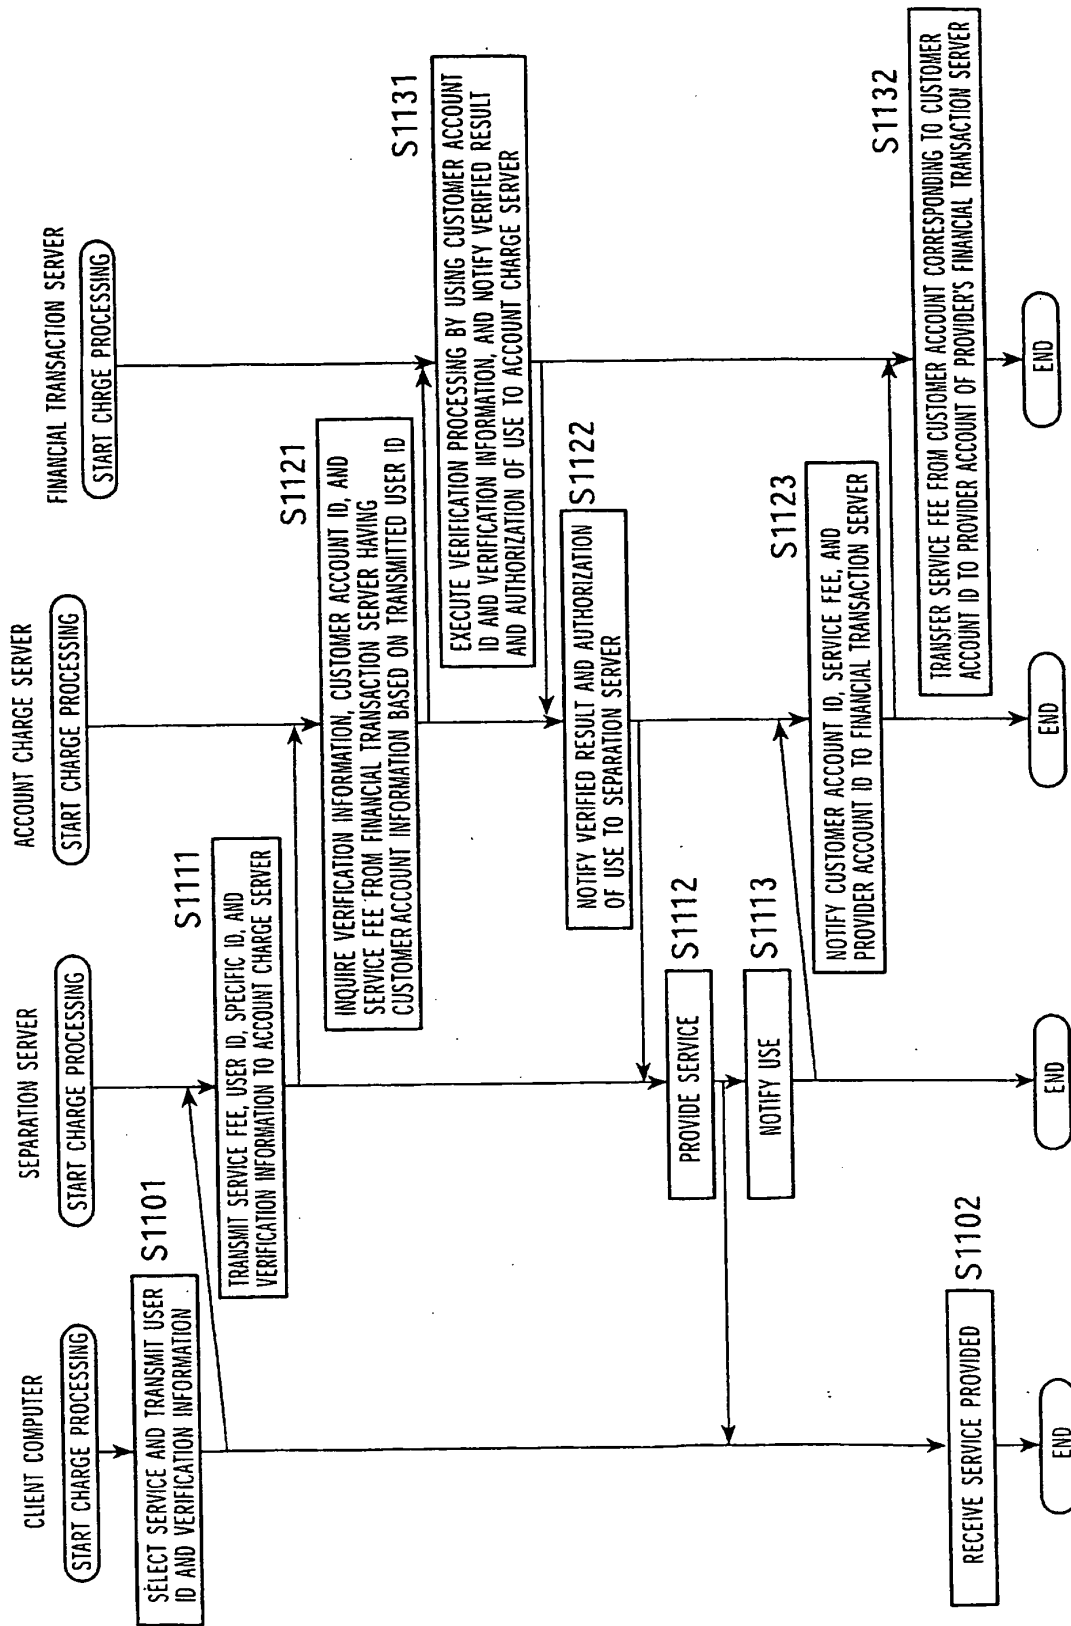 CLIENT COMPUTER
START CHARGE PROCESSING
S1101
SELECT SERVICE AND TRANSMIT USER
ID AND VERIFICATION INFORMATION
S1102
RECEIVE SERVICE PROVIDED
END
SEPARATION SERVER
START CHARGE PROCESSING
S1111
TRANSMIT SERVICE FEE, USER ID, SPECIFIC ID, AND
VERIFICATION INFORMATION TO ACCOUNT CHARGE SERVER
S1112
PROVIDE SERVICE
S1113
NOTIFY USE
END
ACCOUNT CHARGE SERVER
START CHARGE PROCESSING
S1121
INQUIRE VERIFICATION INFORMATION, CUSTOMER ACCOUNT ID, AND
SERVICE FEE FROM FINANCIAL TRANSACTION SERVER HAVING
CUSTOMER ACCOUNT INFORMATION BASED ON TRANSMITTED USER ID
S1122
NOTIFY VERIFIED RESULT AND AUTHORIZATION
OF USE TO SEPARATION SERVER
S1123
NOTIFY CUSTOMER ACCOUNT ID, SERVICE FEE, AND
PROVIDER ACCOUNT ID TO FINANCIAL TRANSACTION SERVER
END
FINANCIAL TRANSACTION SERVER
START CHRGE PROCESSING
S1131
EXECUTE VERIFICATION PROCESSING BY USING CUSTOMER ACCOUNT
ID AND VERIFICATION INFORMATION, AND NOTIFY VERIFIED RESULT
AND AUTHORIZATION OF USE TO ACCOUNT CHARGE SERVER
S1132
TRANSFER SERVICE FEE FROM CUSTOMER ACCOUNT CORRESPONDING TO CUSTOMER
ACCOUNT ID TO PROVIDER ACCOUNT OF PROVIDER'S FINANCIAL TRANSACTION SERVER
END